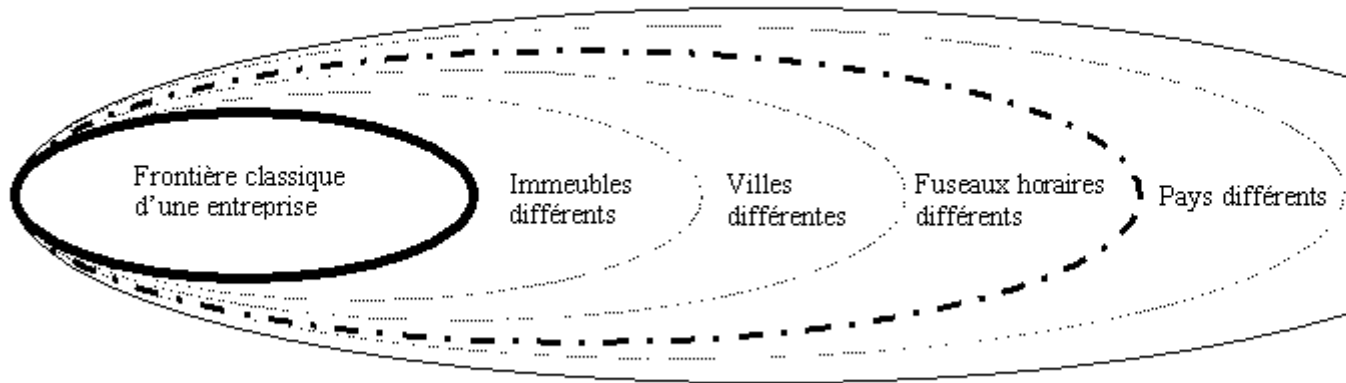 Frontière classique
d'une entreprise
Immeubles
différents
Villes
différentes
Fuseaux horaires
différents
Pays différents